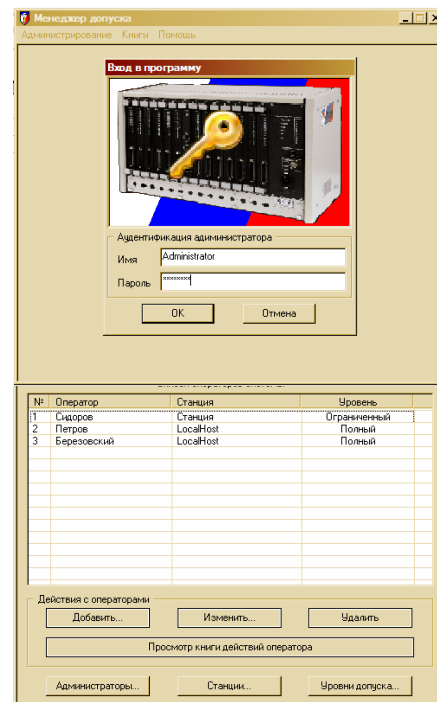 Менеджер допуска
Администрирование Книги Помощь
Вход в программу
Аудентификация адиминистратора
Имя Administrator
Пароль ********
OK Отмена
№ Оператор Станция Уровень
1 Сидоров Станция Ограниченный
2 Петров LocalHost Полный
3 Березовский LocalHost Полный
Действия с операторами
Добавить... Изменить... Удалить
Просмотр книги действий оператора
Администраторы... Станции... Уровни допуска...